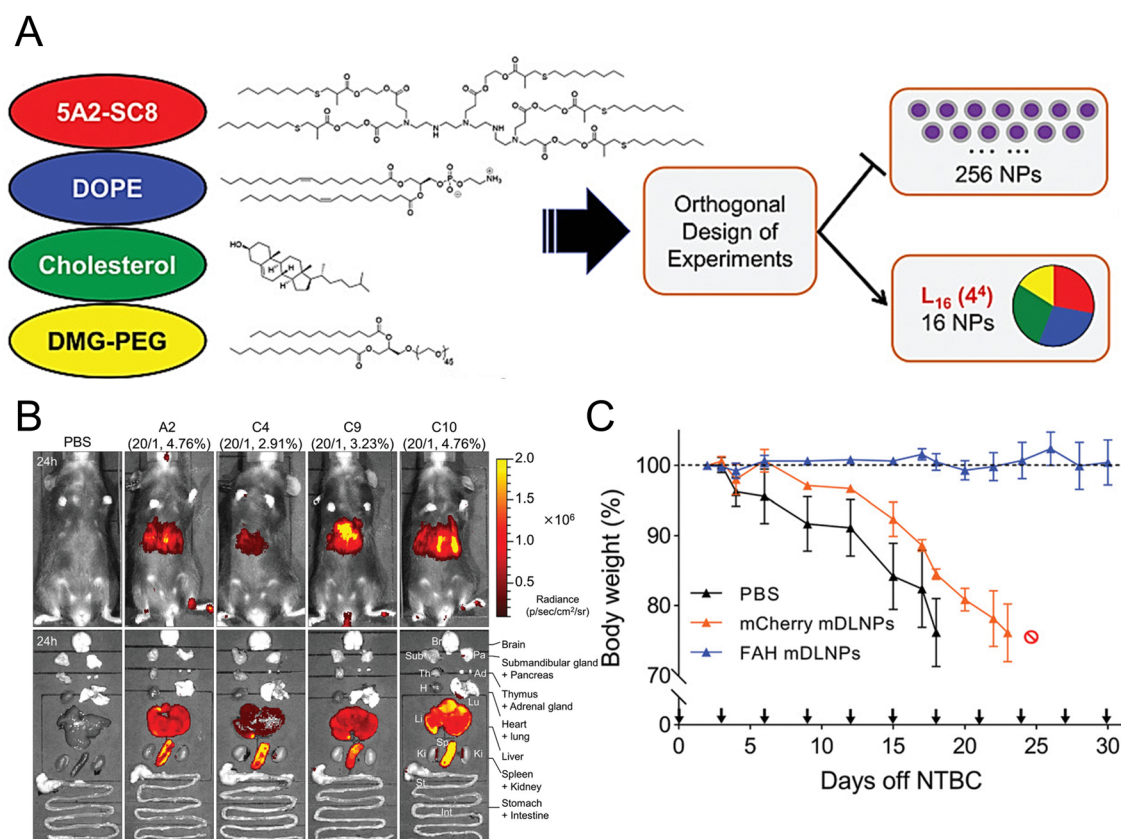 A
5A2-SC8
DOPE
Cholesterol
DMG-PEG
HO
H
H
H
O
O
S
N
NH
NH₃
P
45
Orthogonal
Design of
Experiments
256 NPs
L₁₆ (4⁴)
16 NPs
B
PBS
A2
(20/1, 4.76%)
C4
(20/1, 2.91%)
C9
(20/1, 3.23%)
C10
(20/1, 4.76%)
24h
2.0
1.5
1.0
0.5
×10⁶
Radiance
(p/sec/cm²/sr)
24h
Br
Sub
Pa
Th
Ad
H
Lu
Li
Sp
Ki
Ki
St
Int
Brain
Submandibular gland
+ Pancreas
Thymus
+ Adrenal gland
Heart
+ lung
Liver
Spleen
+ Kidney
Stomach
+ Intestine
C
Body weight (%)
100
90
80
70
0
PBS
mCherry mDLNPs
FAH mDLNPs
0 5 10 15 20 25 30
Days off NTBC